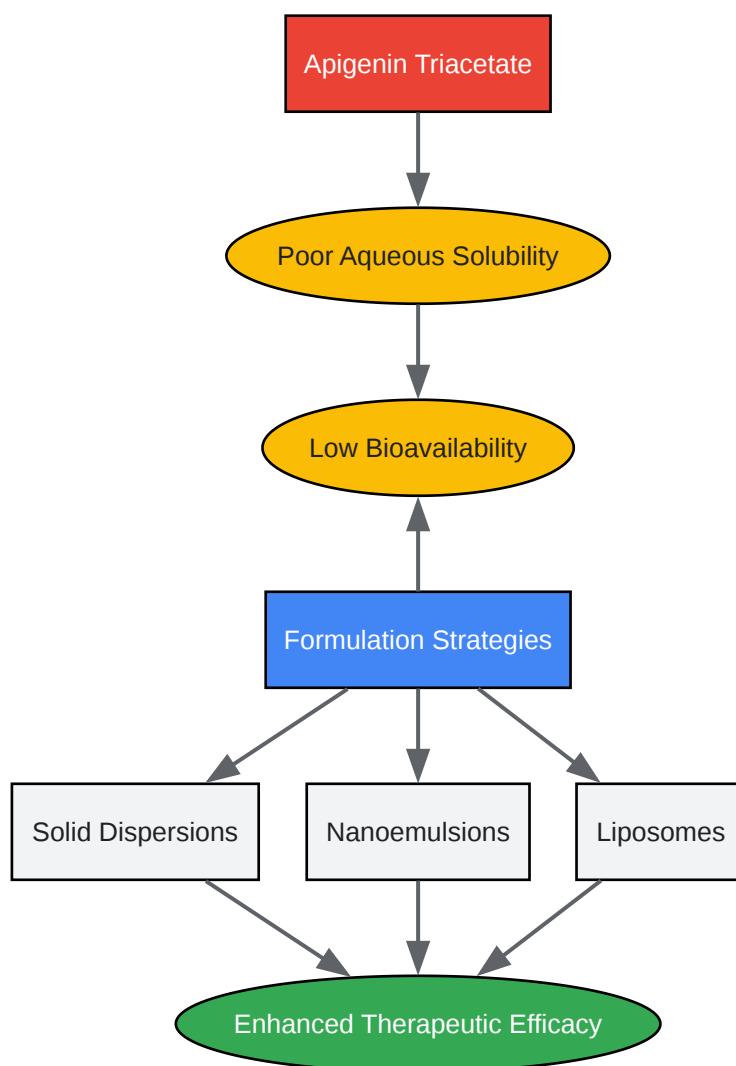 Apigenin Triacetate
Poor Aqueous Solubility
Low Bioavailability
Formulation Strategies
Solid Dispersions
Nanoemulsions
Liposomes
Enhanced Therapeutic Efficacy